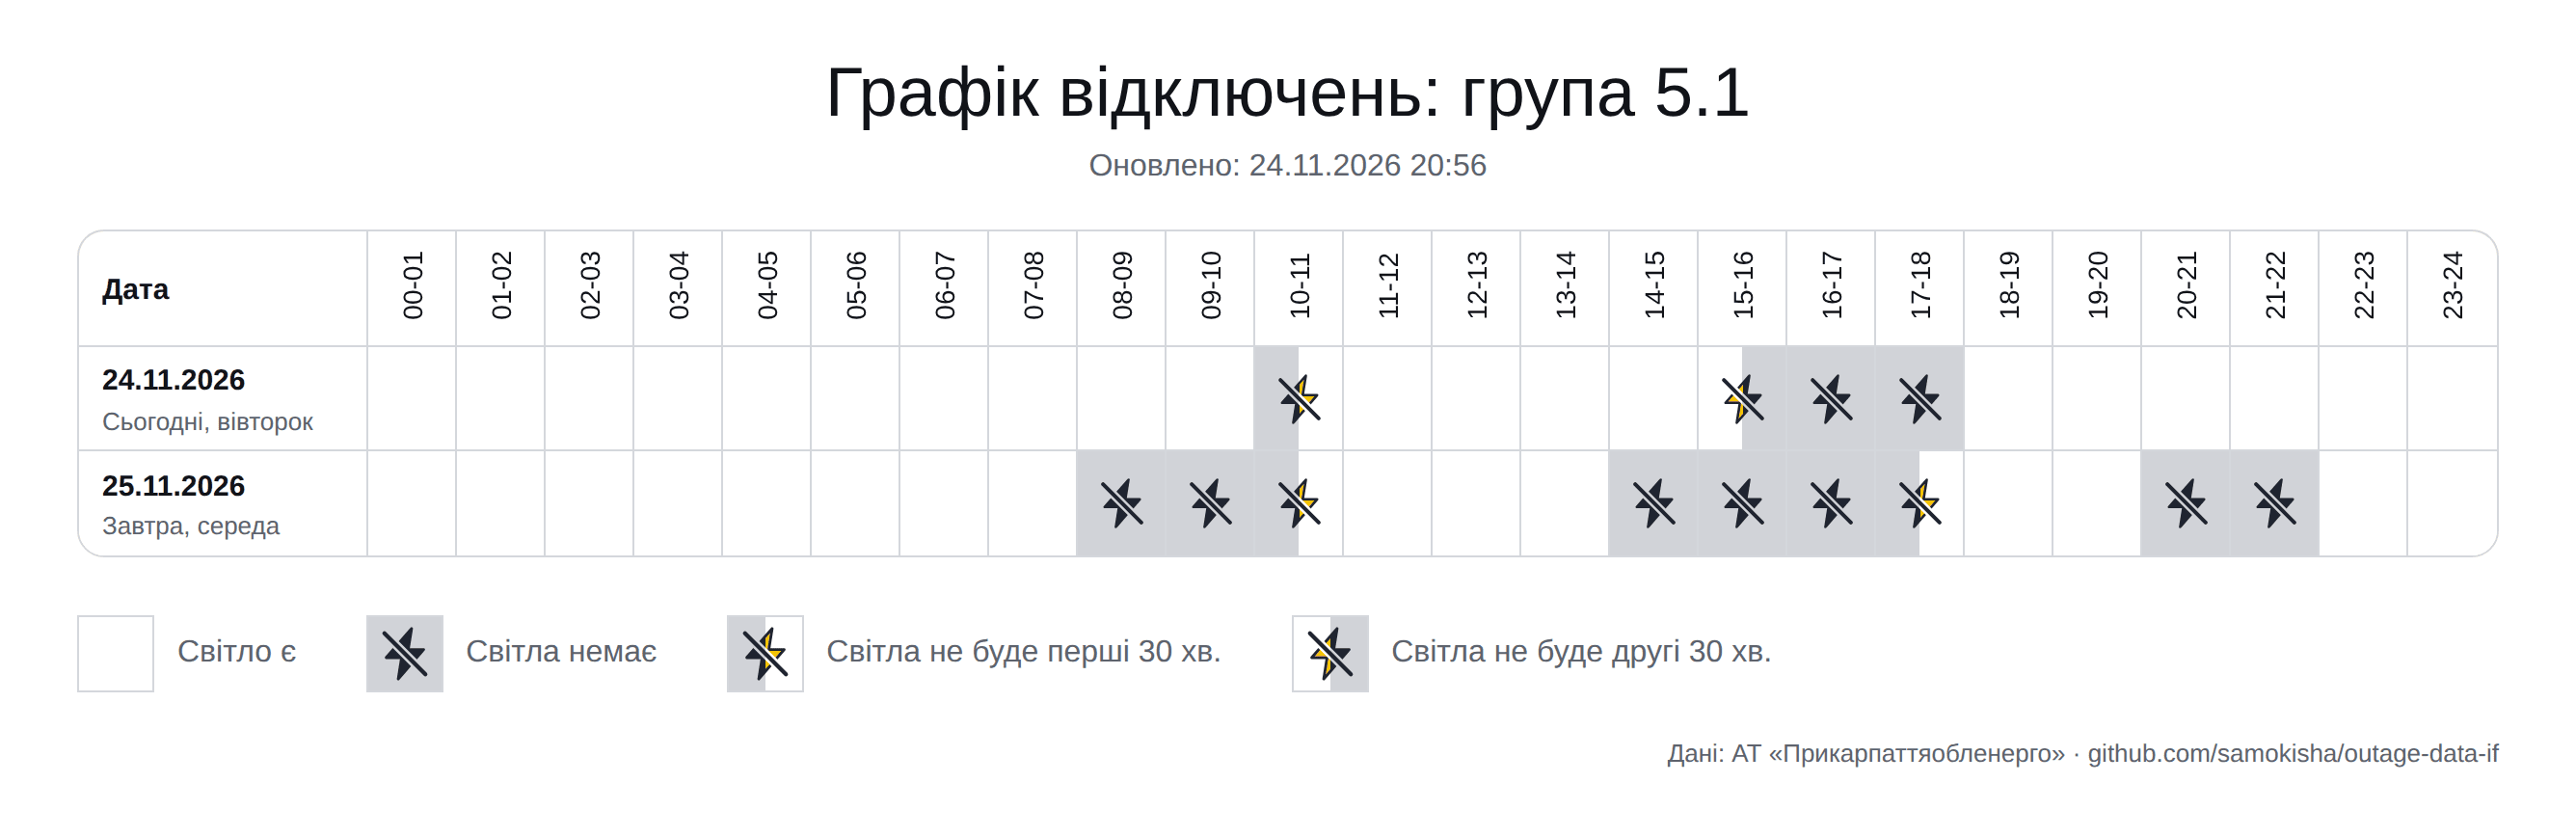 Графік відключень: група 5.1
Оновлено: 24.11.2026 20:56
Дата 00-01 01-02 02-03 03-04 04-05 05-06 06-07 07-08 08-09 09-10 10-11 11-12 12-13 13-14 14-15 15-16 16-17 17-18 18-19 19-20 20-21 21-22 22-23 23-24
24.11.2026
Сьогодні, вівторок
25.11.2026
Завтра, середа
Світло є Світла немає Світла не буде перші 30 хв. Світла не буде другі 30 хв.
Дані: АТ «Прикарпаттяобленерго» · github.com/samokisha/outage-data-if